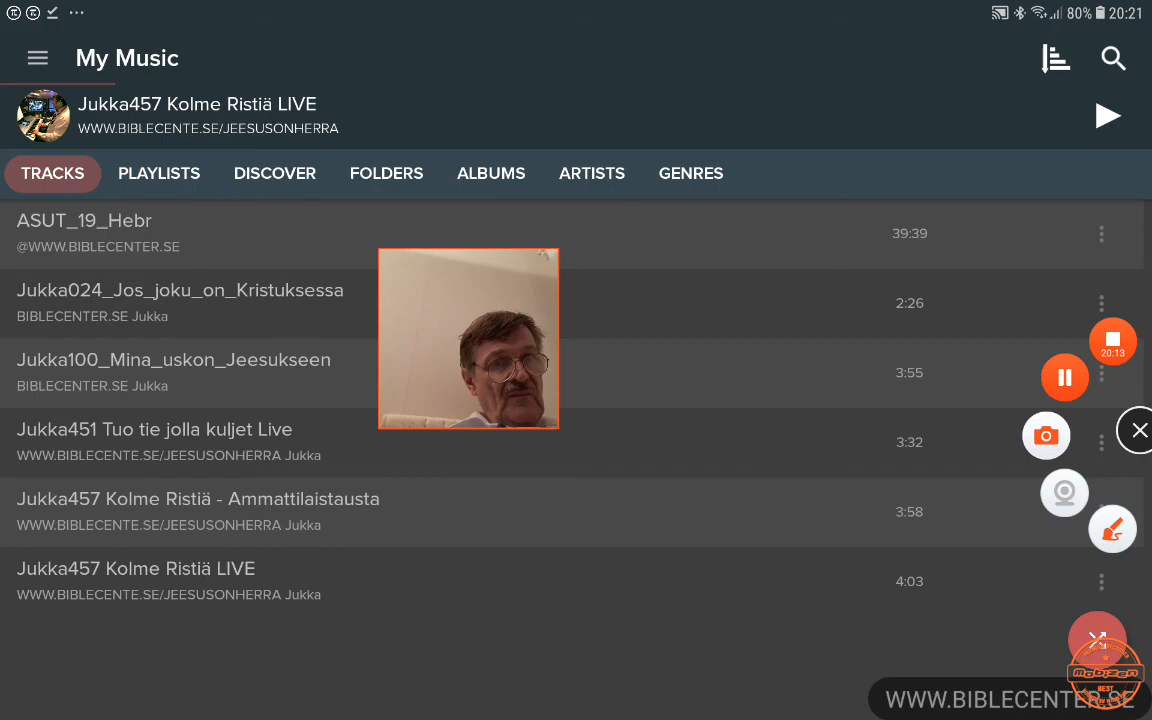 80% 20:21
My Music
Jukka457 Kolme Ristiä LIVE
WWW.BIBLECENTE.SE/JEESUSONHERRA
TRACKS PLAYLISTS DISCOVER FOLDERS ALBUMS ARTISTS GENRES
ASUT_19_Hebr
@WWW.BIBLECENTER.SE
39:39
Jukka024_Jos_joku_on_Kristuksessa
BIBLECENTER.SE Jukka
2:26
20:13
Jukka100_Mina_uskon_Jeesukseen
BIBLECENTER.SE Jukka
3:55
Jukka451 Tuo tie jolla kuljet Live
WWW.BIBLECENTE.SE/JEESUSONHERRA Jukka
3:32
Jukka457 Kolme Ristiä - Ammattilaistausta
WWW.BIBLECENTE.SE/JEESUSONHERRA Jukka
3:58
Jukka457 Kolme Ristiä LIVE
WWW.BIBLECENTE.SE/JEESUSONHERRA Jukka
4:03
mobizen
BEST
WWW.BIBLECENTER.SE